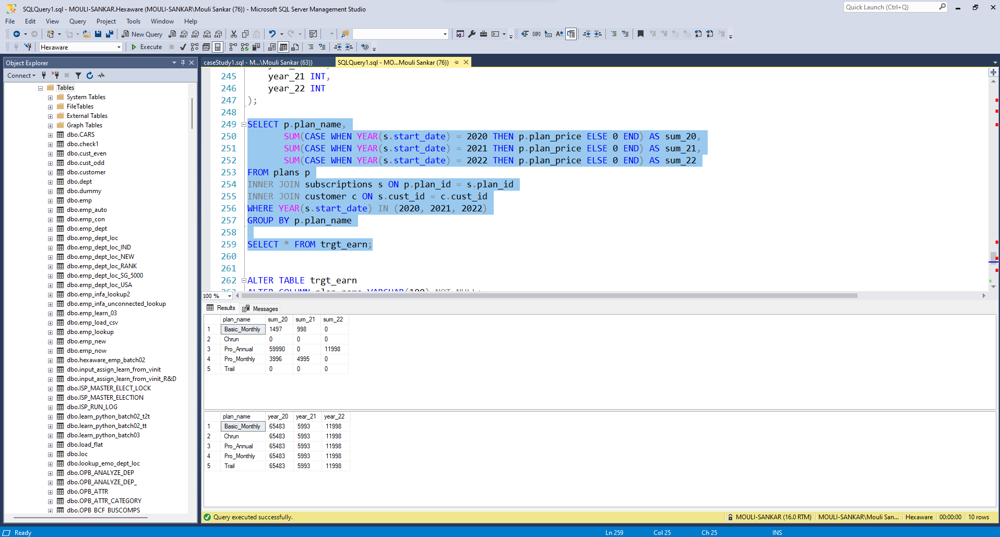 SQLQuery1.sql - MOULI-SANKAR.Hexaware (MOULI-SANKAR\Mouli Sankar (76)) - Microsoft SQL Server Management Studio
Quick Launch (Ctrl+Q)
File Edit View Query Project Tools Window Help
New Query
MDX DMX XMLA DAX
Hexaware
Execute
Object Explorer
caseStudy1.sql - M...\Mouli Sankar (63))
SQLQuery1.sql - MO...Mouli Sankar (76))
Connect
Tables
System Tables
FileTables
External Tables
Graph Tables
dbo.CARS
dbo.check1
dbo.cust_even
dbo.cust_odd
dbo.customer
dbo.dept
dbo.dummy
dbo.emp
dbo.emp_auto
dbo.emp_con
dbo.emp_dept
dbo.emp_dept_loc
dbo.emp_dept_loc_IND
dbo.emp_dept_loc_NEW
dbo.emp_dept_loc_RANK
dbo.emp_dept_loc_SG_5000
dbo.emp_dept_loc_USA
dbo.emp_infa_lookup2
dbo.emp_infa_unconnected_lookup
dbo.emp_learn_03
dbo.emp_load_csv
dbo.emp_lookup
dbo.emp_new
dbo.emp_now
dbo.hexaware_emp_batch02
dbo.input_assign_learn_from_vinit
dbo.input_assign_learn_from_vinit_R&D
dbo.ISP_MASTER_ELECT_LOCK
dbo.ISP_MASTER_ELECTION
dbo.ISP_RUN_LOG
dbo.learn_python_batch02_t2t
dbo.learn_python_batch02_tt
dbo.learn_python_batch03
dbo.load_flat
dbo.loc
dbo.lookup_emo_dept_loc
dbo.OPB_ANALYZE_DEP
dbo.OPB_ANALYZE_DEP_
dbo.OPB_ATTR
dbo.OPB_ATTR_CATEGORY
dbo.OPB_BCF_BUSCOMPS
245 year_21 INT,
246 year_22 INT
247 );
248
249 SELECT p.plan_name,
250 SUM(CASE WHEN YEAR(s.start_date) = 2020 THEN p.plan_price ELSE 0 END) AS sum_20,
251 SUM(CASE WHEN YEAR(s.start_date) = 2021 THEN p.plan_price ELSE 0 END) AS sum_21,
252 SUM(CASE WHEN YEAR(s.start_date) = 2022 THEN p.plan_price ELSE 0 END) AS sum_22
253 FROM plans p
254 INNER JOIN subscriptions s ON p.plan_id = s.plan_id
255 INNER JOIN customer c ON s.cust_id = c.cust_id
256 WHERE YEAR(s.start_date) IN (2020, 2021, 2022)
257 GROUP BY p.plan_name
258
259 SELECT * FROM trgt_earn;
260
261
262 ALTER TABLE trgt_earn
263 ALTER COLUMN plan_name VARCHAR(100) NOT NULL;
100 %
Results Messages
plan_name sum_20 sum_21 sum_22
1 Basic_Monthly 1497 998 0
2 Chrun 0 0 0
3 Pro_Annual 59990 0 11998
4 Pro_Monthly 3996 4995 0
5 Trail 0 0 0
plan_name year_20 year_21 year_22
1 Basic_Monthly 65483 5993 11998
2 Chrun 65483 5993 11998
3 Pro_Annual 65483 5993 11998
4 Pro_Monthly 65483 5993 11998
5 Trail 65483 5993 11998
Query executed successfully.
MOULI-SANKAR (16.0 RTM) MOULI-SANKAR\Mouli San... Hexaware 00:00:00 10 rows
Ready Ln 259 Col 25 Ch 25 INS